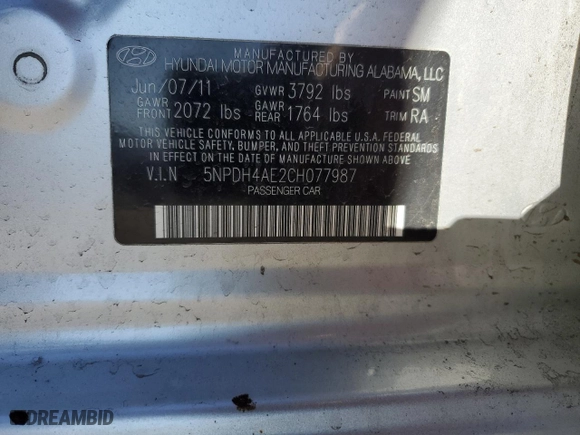 MANUFACTURED BY
HYUNDAI MOTOR MANUFACTURING ALABAMA, LLC
Jun/07/11 GVWR 3792 lbs PAINT SM
GAWR FRONT 2072 lbs GAWR REAR 1764 lbs TRIM RA
THIS VEHICLE CONFORMS TO ALL APPLICABLE U.S.A. FEDERAL
MOTOR VEHICLE SAFETY, BUMPER, AND THEFT PREVENTION
STANDARDS IN EFFECT ON THE DATE OF MANUFACTURE SHOWN ABOVE
V.I.N 5NPDH4AE2CH077987
PASSENGER CAR
DREAMBID